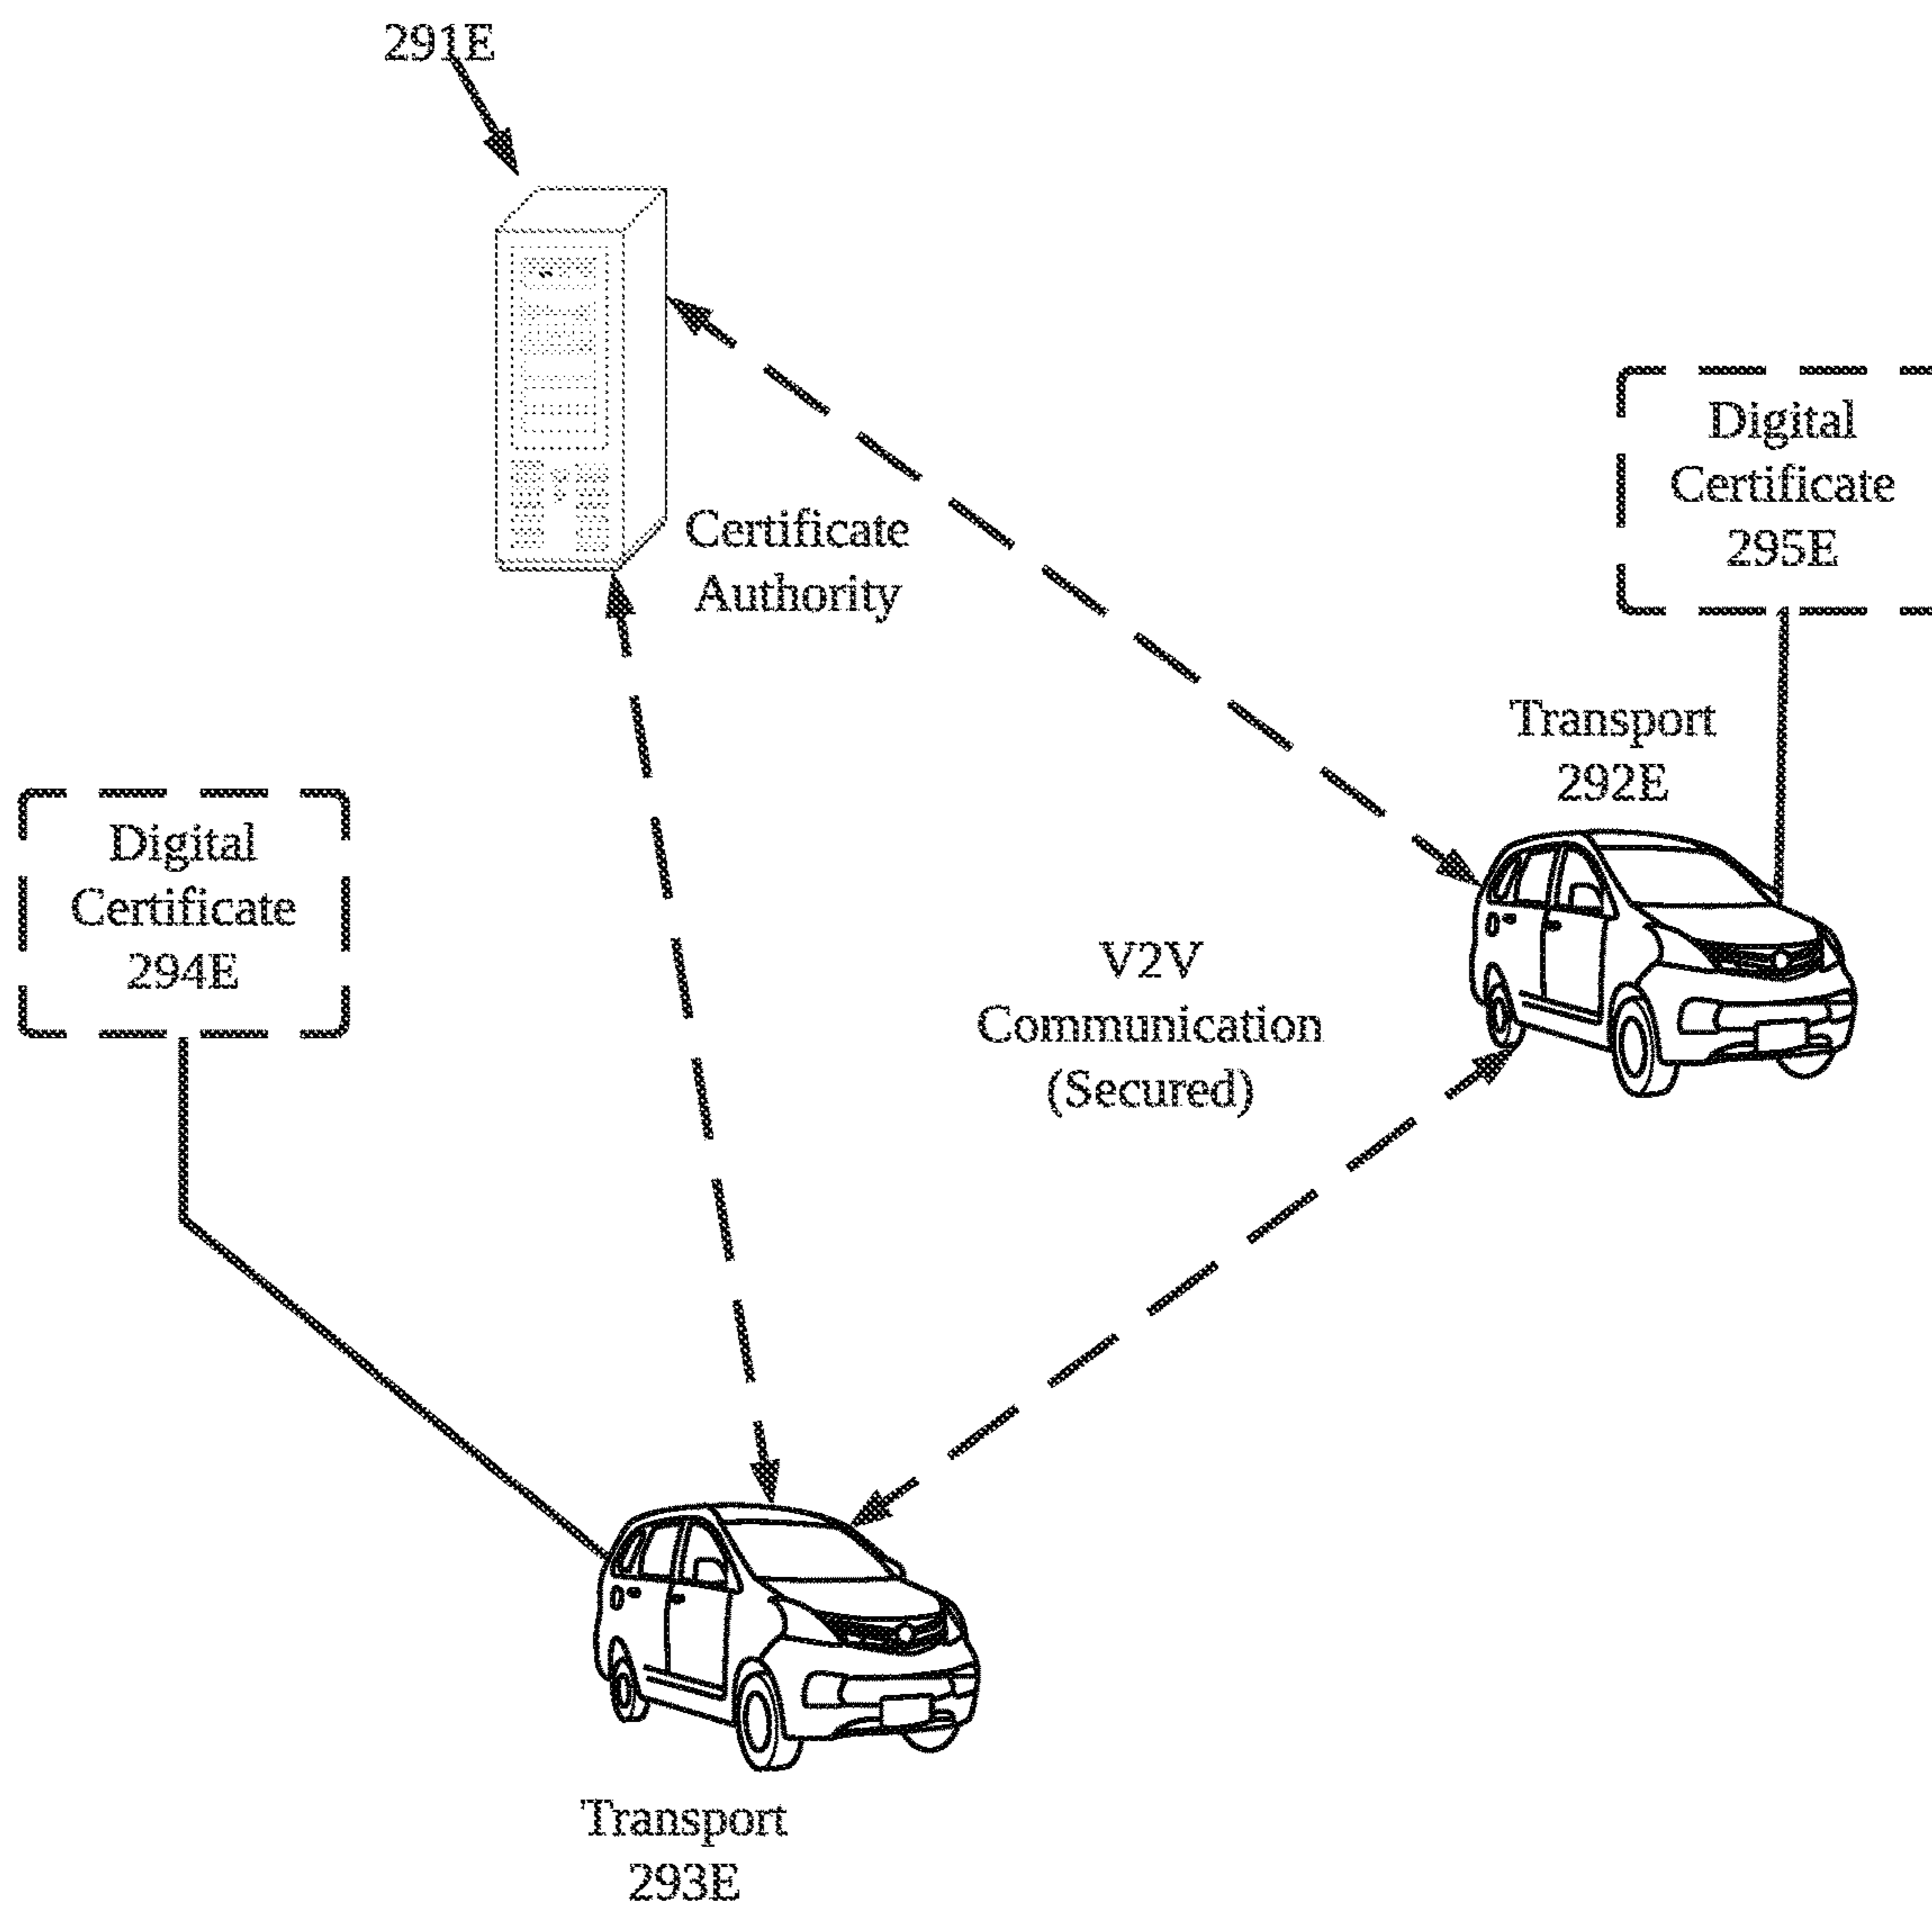 291E
Certificate
Authority
Digital
Certificate
295E
Transport
292E
Digital
Certificate
294E
V2V
Communication
(Secured)
Transport
293E